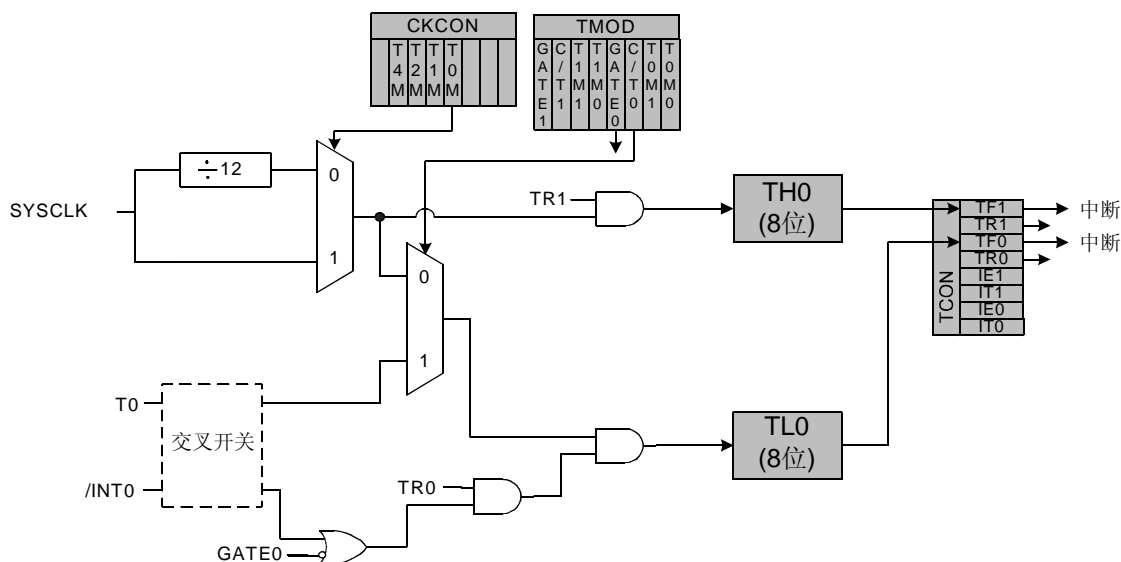 CKCON
T4M T2M T1M T0M
TMOD
GATE1 C/T1 T1M1 T1M0 GATE0 C/T0 T0M1 T0M0
÷12
0
SYSCLK
1
TR1
TH0
(8位)
TCON
TF1
TR1
TF0
TR0
IE1
IT1
IE0
IT0
中断
中断
0
1
T0
交叉开关
/INT0
TR0
GATE0
TL0
(8位)